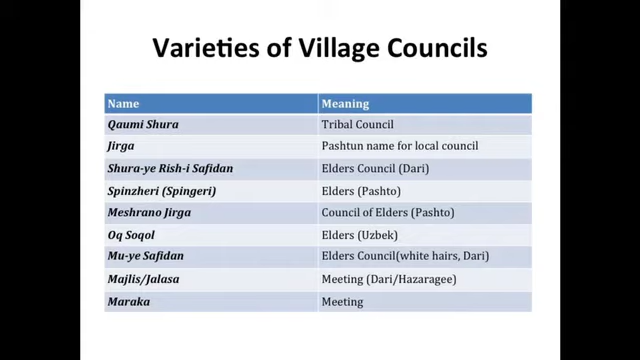 Varieties of Village Councils
Name Meaning
Qaumi Shura Tribal Council
Jirga Pashtun name for local council
Shura-ye Rish-i Safidan Elders Council (Dari)
Spinzheri (Spingeri) Elders (Pashto)
Meshrano Jirga Council of Elders (Pashto)
Oq Soqol Elders (Uzbek)
Mu-ye Safidan Elders Council(white hairs, Dari)
Majlis/Jalasa Meeting (Dari/Hazaragee)
Maraka Meeting